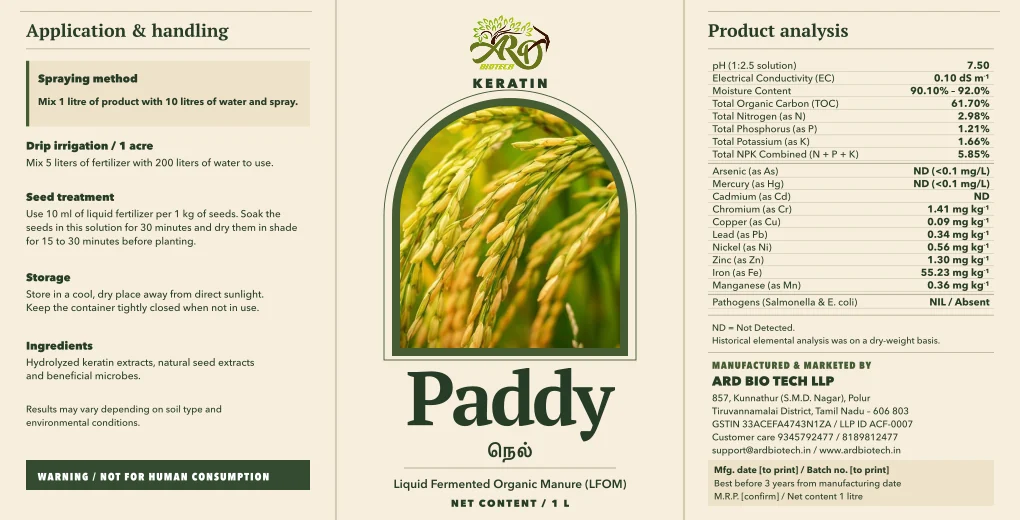 Application & handling
Spraying method
Mix 1 litre of product with 10 litres of water and spray.
Drip irrigation / 1 acre
Mix 5 liters of fertilizer with 200 liters of water to use.
Seed treatment
Use 10 ml of liquid fertilizer per 1 kg of seeds. Soak the
seeds in this solution for 30 minutes and dry them in shade
for 15 to 30 minutes before planting.
Storage
Store in a cool, dry place away from direct sunlight.
Keep the container tightly closed when not in use.
Ingredients
Hydrolyzed keratin extracts, natural seed extracts
and beneficial microbes.
Results may vary depending on soil type and
environmental conditions.
WARNING / NOT FOR HUMAN CONSUMPTION
ARD
BIOTECH
KERATIN
Paddy
நெல்
Liquid Fermented Organic Manure (LFOM)
NET CONTENT / 1 L
Product analysis
pH (1:2.5 solution) 7.50
Electrical Conductivity (EC) 0.10 dS m⁻¹
Moisture Content 90.10% – 92.0%
Total Organic Carbon (TOC) 61.70%
Total Nitrogen (as N) 2.98%
Total Phosphorus (as P) 1.21%
Total Potassium (as K) 1.66%
Total NPK Combined (N + P + K) 5.85%
Arsenic (as As) ND (<0.1 mg/L)
Mercury (as Hg) ND (<0.1 mg/L)
Cadmium (as Cd) ND
Chromium (as Cr) 1.41 mg kg⁻¹
Copper (as Cu) 0.09 mg kg⁻¹
Lead (as Pb) 0.34 mg kg⁻¹
Nickel (as Ni) 0.56 mg kg⁻¹
Zinc (as Zn) 1.30 mg kg⁻¹
Iron (as Fe) 55.23 mg kg⁻¹
Manganese (as Mn) 0.36 mg kg⁻¹
Pathogens (Salmonella & E. coli) NIL / Absent
ND = Not Detected.
Historical elemental analysis was on a dry-weight basis.
MANUFACTURED & MARKETED BY
ARD BIO TECH LLP
857, Kunnathur (S.M.D. Nagar), Polur
Tiruvannamalai District, Tamil Nadu – 606 803
GSTIN 33ACEFA4743N1ZA / LLP ID ACF-0007
Customer care 9345792477 / 8189812477
support@ardbiotech.in / www.ardbiotech.in
Mfg. date [to print] / Batch no. [to print]
Best before 3 years from manufacturing date
M.R.P. [confirm] / Net content 1 litre